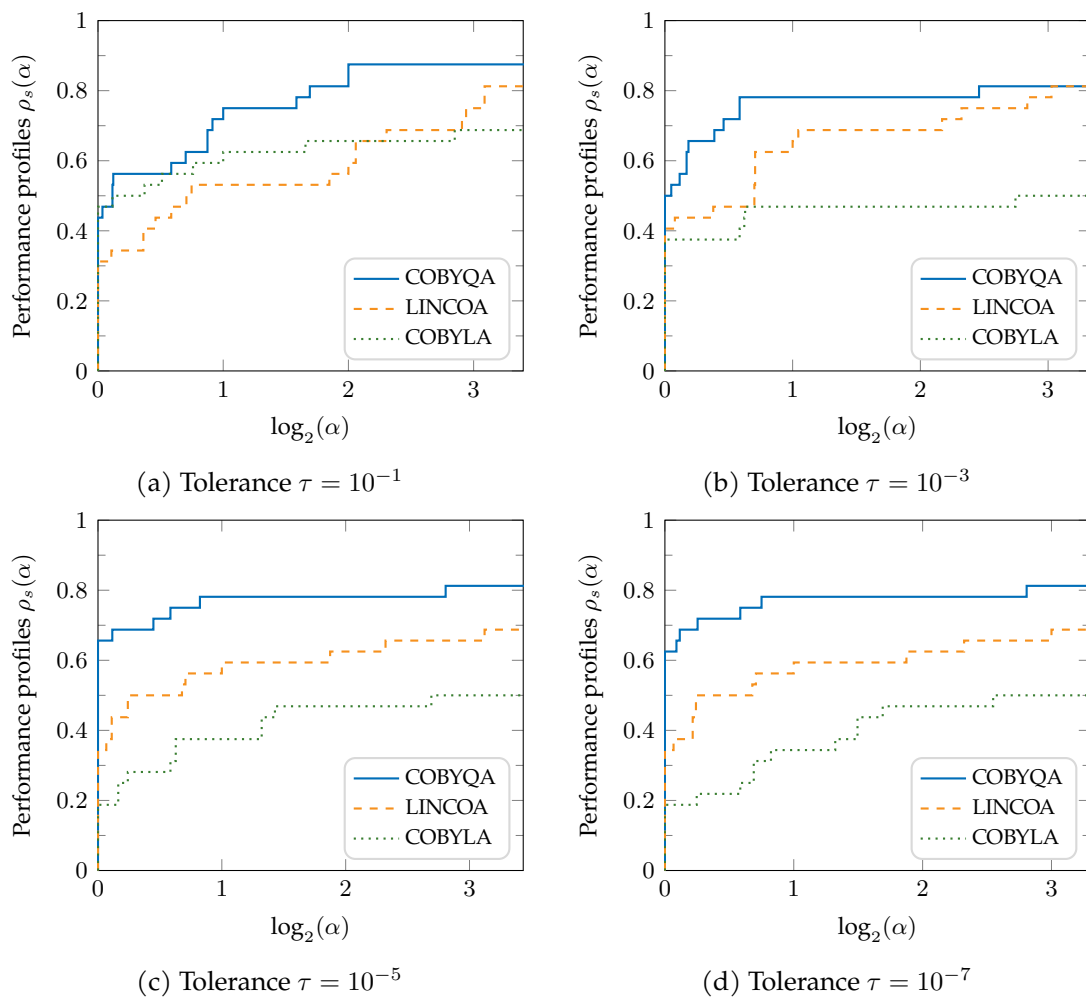 Performance profiles ρₛ(α)
1
0.8
0.6
0.4
0.2
0
0 1 2 3
log₂(α)
COBYQA
LINCOA
COBYLA
(a) Tolerance τ = 10⁻¹
Performance profiles ρₛ(α)
1
0.8
0.6
0.4
0.2
0
0 1 2 3
log₂(α)
COBYQA
LINCOA
COBYLA
(b) Tolerance τ = 10⁻³
Performance profiles ρₛ(α)
1
0.8
0.6
0.4
0.2
0
0 1 2 3
log₂(α)
COBYQA
LINCOA
COBYLA
(c) Tolerance τ = 10⁻⁵
Performance profiles ρₛ(α)
1
0.8
0.6
0.4
0.2
0
0 1 2 3
log₂(α)
COBYQA
LINCOA
COBYLA
(d) Tolerance τ = 10⁻⁷